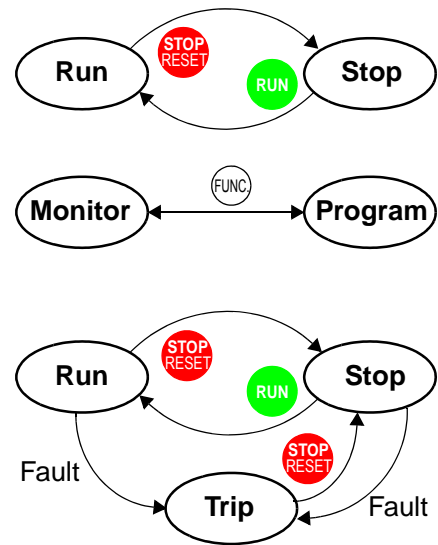 STOP
RESET
Run
Stop
RUN
FUNC.
Monitor
Program
STOP
RESET
Run
Stop
RUN
STOP
RESET
Fault
Fault
Trip